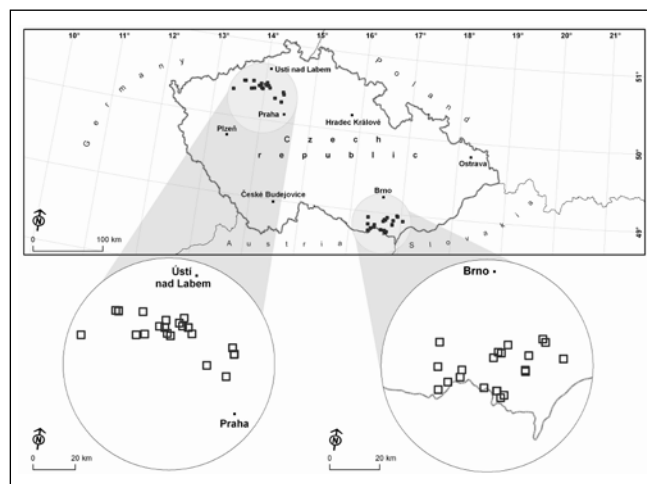 10° 11° 12° 13° 14° 15° 16° 17° 18° 19° 20° 21°
Germany
Poland
51°
Ústí nad Labem
Praha
Hradec Králové
Plzeň
Czech
republic
50°
Ostrava
České Budejovice
Brno
Slovakia
49°
Austria
N
100 km
0
Ústí
nad Labem
Praha
N
0 20 km
Brno
N
0 20 km